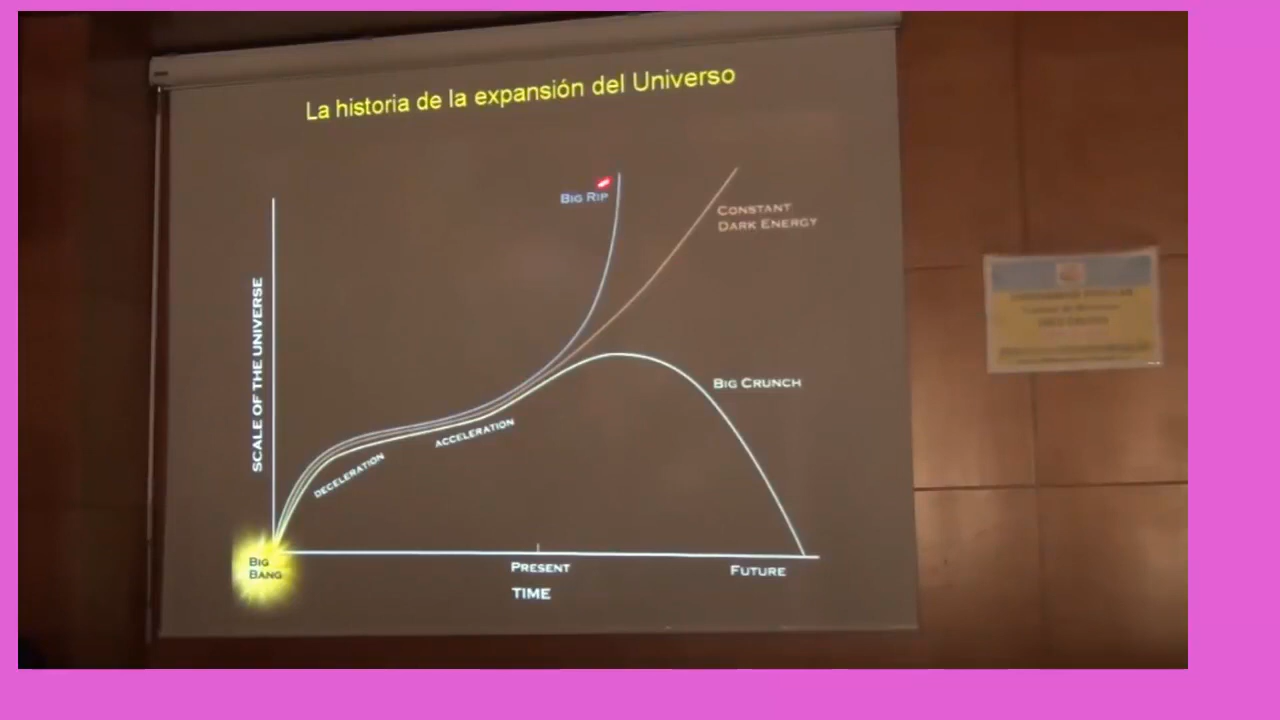 La historia de la expansión del Universo
BIG RIP
CONSTANT
DARK ENERGY
SCALE OF THE UNIVERSE
BIG CRUNCH
ACCELERATION
DECELERATION
BIG
BANG
PRESENT
FUTURE
TIME